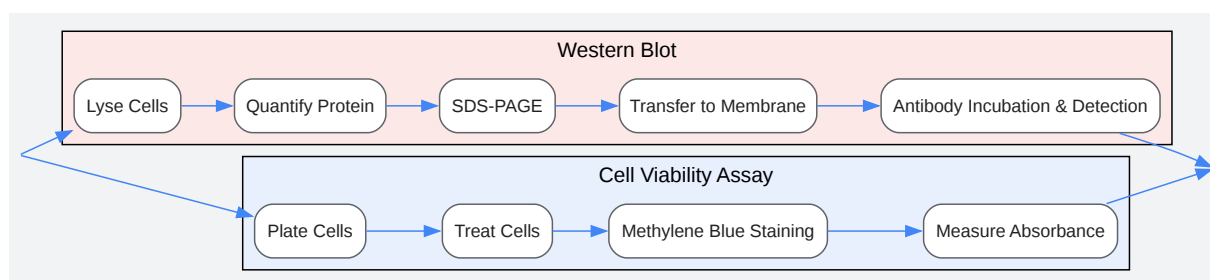 Western Blot
Lyse Cells
Quantify Protein
SDS-PAGE
Transfer to Membrane
Antibody Incubation & Detection
Cell Viability Assay
Plate Cells
Treat Cells
Methylene Blue Staining
Measure Absorbance